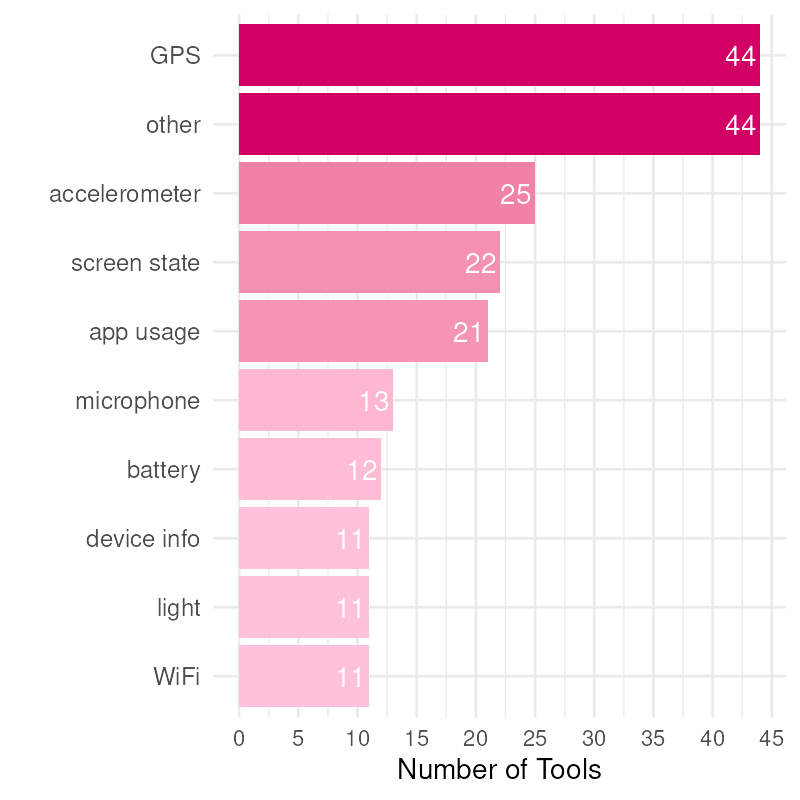 GPS 44
other 44
accelerometer 25
screen state 22
app usage 21
microphone 13
battery 12
device info 11
light 11
WiFi 11
0 5 10 15 20 25 30 35 40 45
Number of Tools